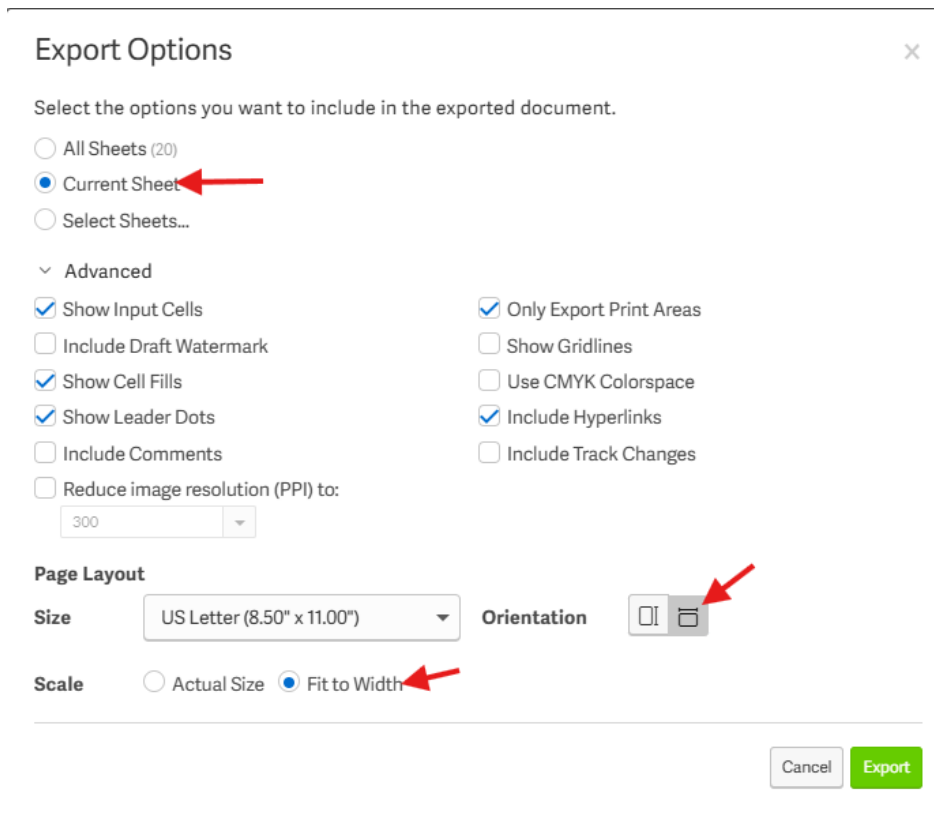 Export Options
Select the options you want to include in the exported document.
All Sheets (20)
Current Sheet
Select Sheets...
Advanced
Show Input Cells
Only Export Print Areas
Include Draft Watermark
Show Gridlines
Show Cell Fills
Use CMYK Colorspace
Show Leader Dots
Include Hyperlinks
Include Comments
Include Track Changes
Reduce image resolution (PPI) to:
300
Page Layout
Size US Letter (8.50" x 11.00") Orientation
Scale Actual Size Fit to Width
Cancel Export